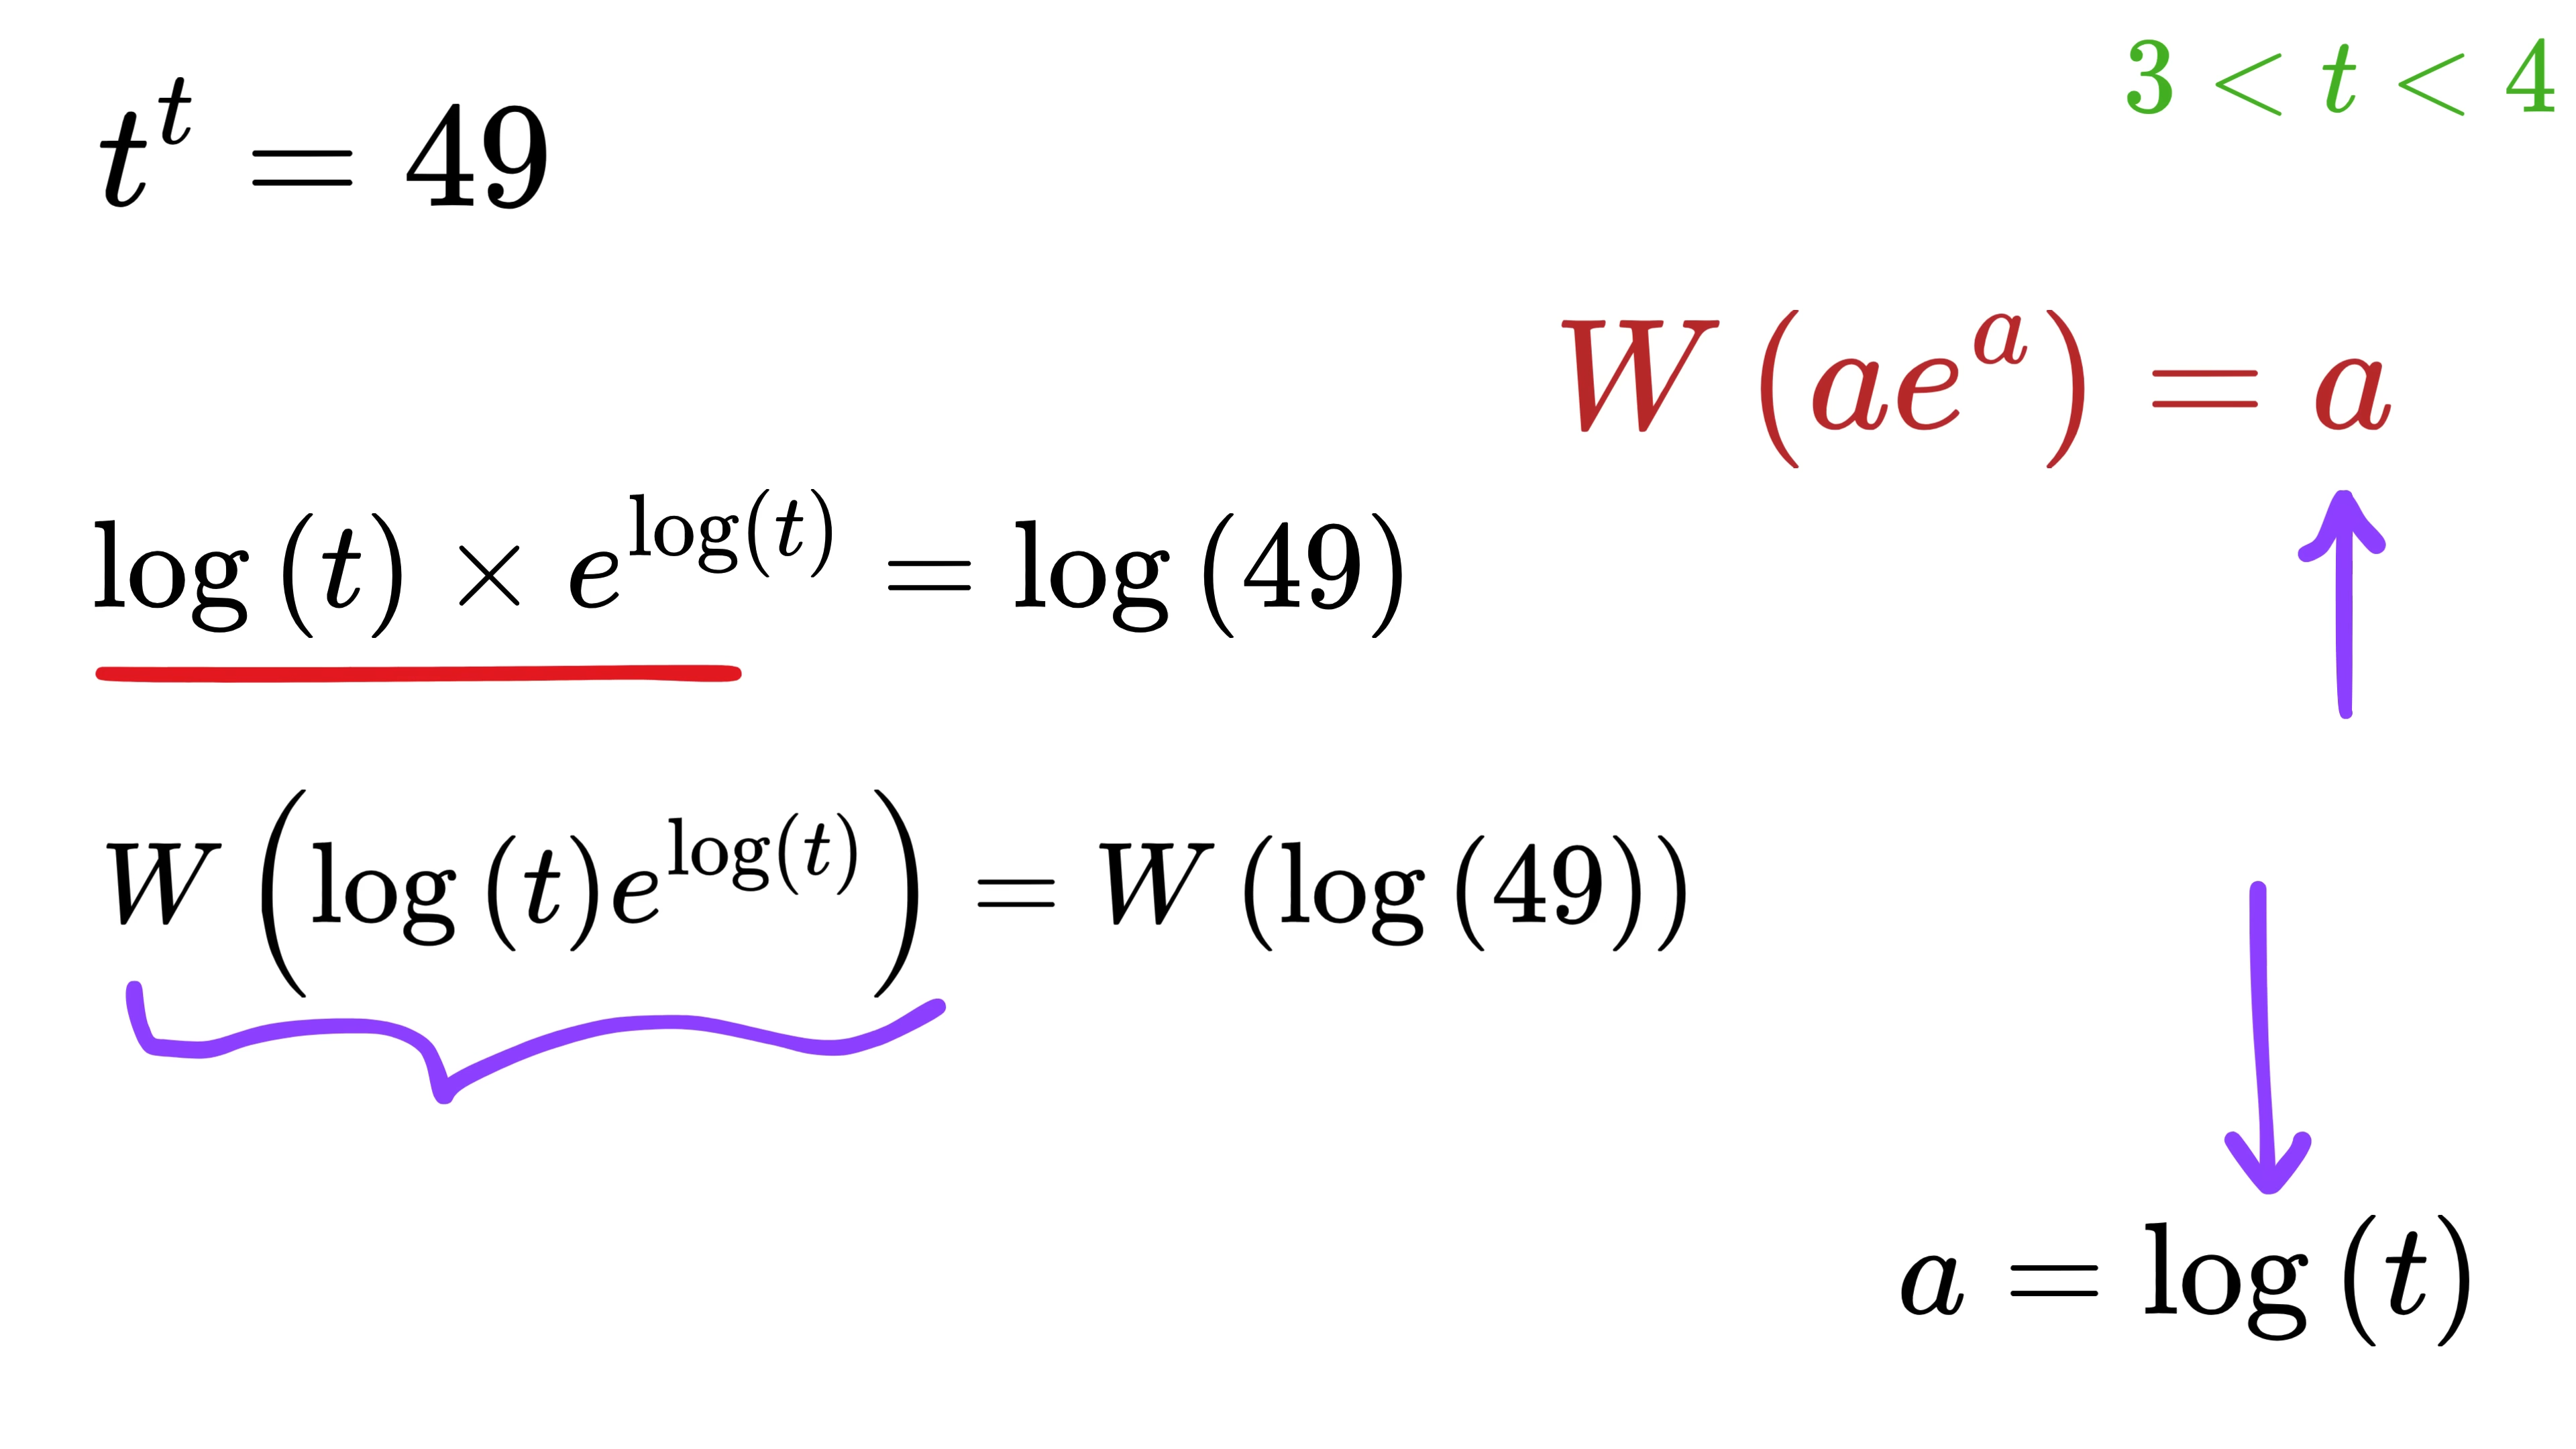 t^t = 49
3 < t < 4
W(ae^a) = a
log(t) × e^{log(t)} = log(49)
W(log(t)e^{log(t)}) = W(log(49))
a = log(t)